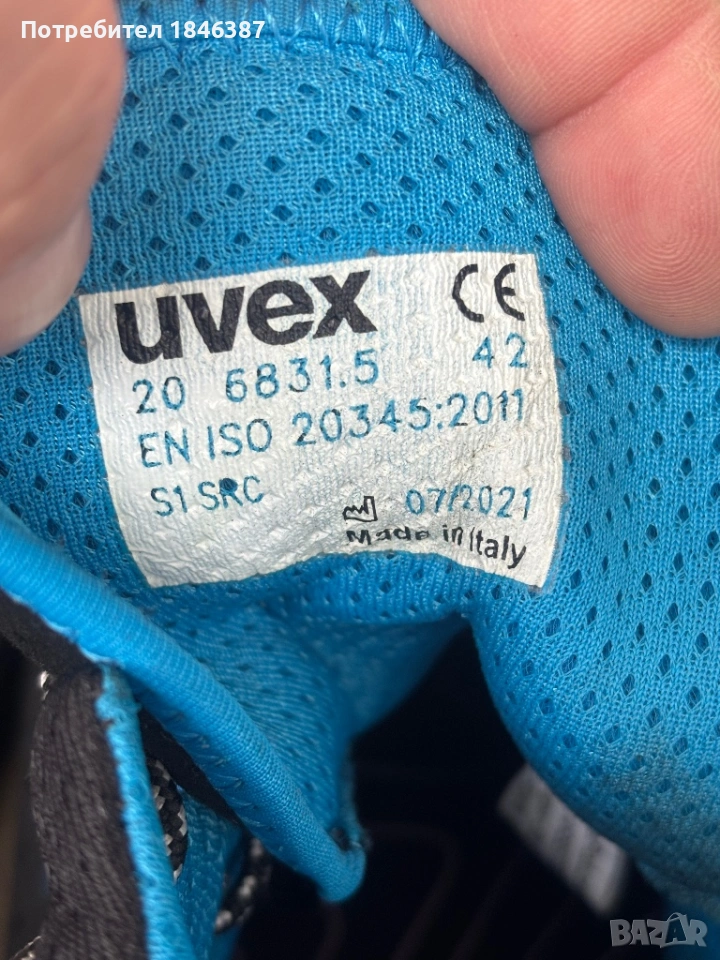 Потребител 1846387
uvex CE
20 6831.5 42
EN ISO 20345:2011
S1 SRC 07/2021
Made in Italy
BAZAR